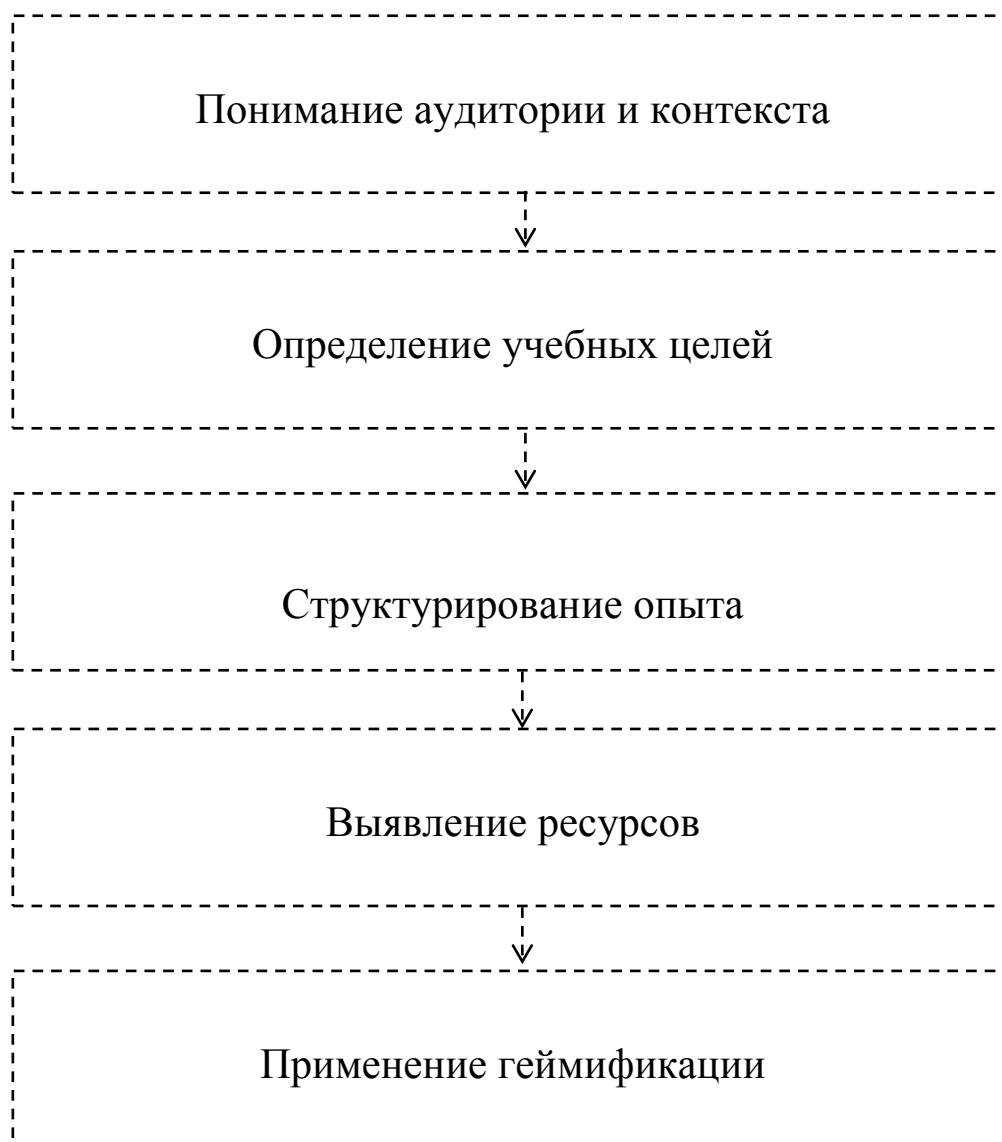 Понимание аудитории и контекста
Определение учебных целей
Структурирование опыта
Выявление ресурсов
Применение геймификации